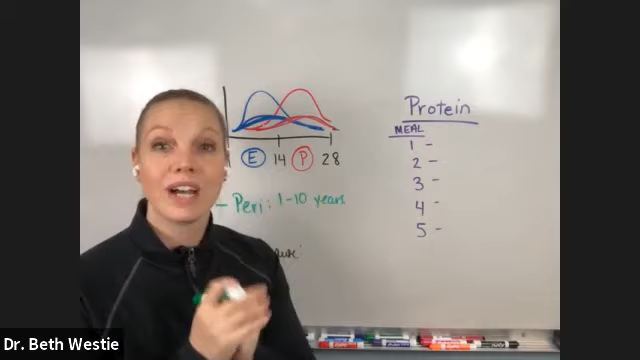 E 14 P 28
- Peri: 1-10 years
Protein
MEAL
1 -
2 -
3 -
4 -
5 -
Dr. Beth Westie